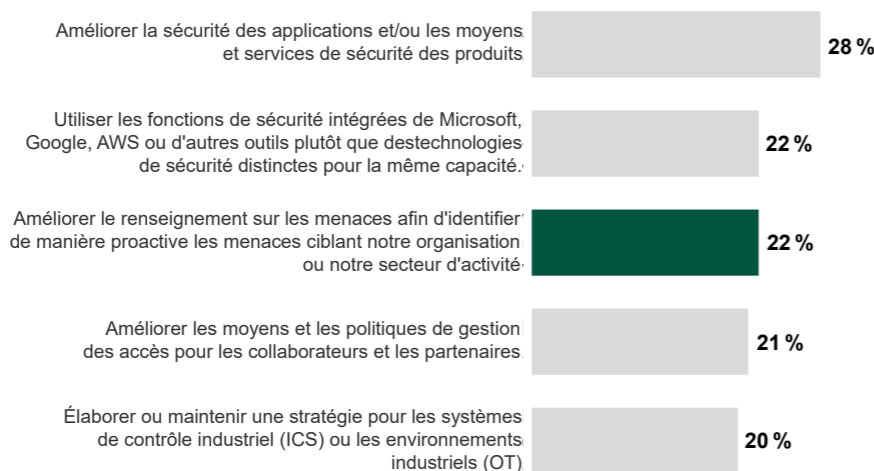 Améliorer la sécurité des applications et/ou les moyens
et services de sécurité des produits
28 %
Utiliser les fonctions de sécurité intégrées de Microsoft,
Google, AWS ou d'autres outils plutôt que destechnologies
de sécurité distinctes pour la même capacité.
22 %
Améliorer le renseignement sur les menaces afin d'identifier
de manière proactive les menaces ciblant notre organisation
ou notre secteur d'activité
22 %
Améliorer les moyens et les politiques de gestion
des accès pour les collaborateurs et les partenaires
21 %
Élaborer ou maintenir une stratégie pour les systèmes
de contrôle industriel (ICS) ou les environnements
industriels (OT)
20 %